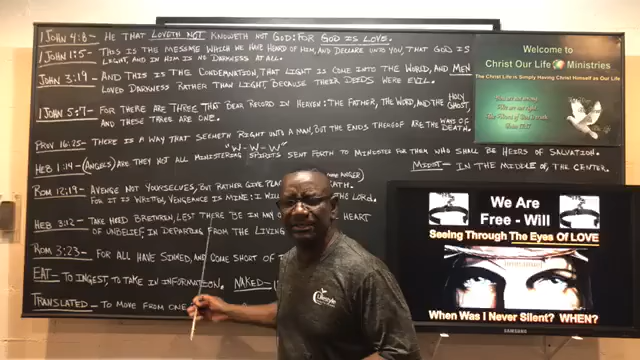 1 JOHN 4:8 - HE THAT LOVETH NOT KNOWETH NOT GOD: FOR GOD IS LOVE.
1 JOHN 1:5 - THIS IS THE MESSAGE WHICH WE HAVE HEARD OF HIM, AND DECLARE UNTO YOU, THAT GOD IS
LIGHT, AND IN HIM IS NO DARKNESS AT ALL.
JOHN 3:19 - AND THIS IS THE CONDEMNATION, THAT LIGHT IS COME INTO THE WORLD, AND MEN
LOVED DARKNESS RATHER THAN LIGHT, BECAUSE THEIR DEEDS WERE EVIL.
1 JOHN 5:7 - FOR THERE ARE THREE THAT BEAR RECORD IN HEAVEN: THE FATHER, THE WORD, AND THE HOLY GHOST,
AND THESE THREE ARE ONE.
PROV 16:25 - THERE IS A WAY THAT SEEMETH RIGHT UNTO A MAN, BUT THE ENDS THEREOF ARE THE WAYS OF DEATH.
"W-W-W"
HEB 1:14 - (ANGELS) ARE THEY NOT ALL MINISTERING SPIRITS SENT FORTH TO MINISTER FOR THEM WHO SHALL BE HEIRS OF SALVATION.
MIDST - IN THE MIDDLE OF THE CENTER.
ANGER)
ROM 12:19 - AVENGE NOT YOURSELVES, BUT RATHER GIVE PLAC
FOR IT IS WRITTEN, VENGEANCE IS MINE; I WILL THE LORD.
HEB 3:12 - TAKE HEED BRETHREN, LEST THERE BE IN ANY HEART
OF UNBELIEF, IN DEPARTING FROM THE LIVING
ROM 3:23 - FOR ALL HAVE SINNED, AND COME SHORT OF
EAT - TO INGEST, TO TAKE IN INFORMATION. NAKED -
TRANSLATED - TO MOVE FROM ONE
Welcome to
Christ Our Life Ministries
The Christ Life is Simply Having Christ Himself as Our Life
We Are
Free - Will
Seeing Through The Eyes Of LOVE
When Was I Never Silent? WHEN?
SAMSUNG